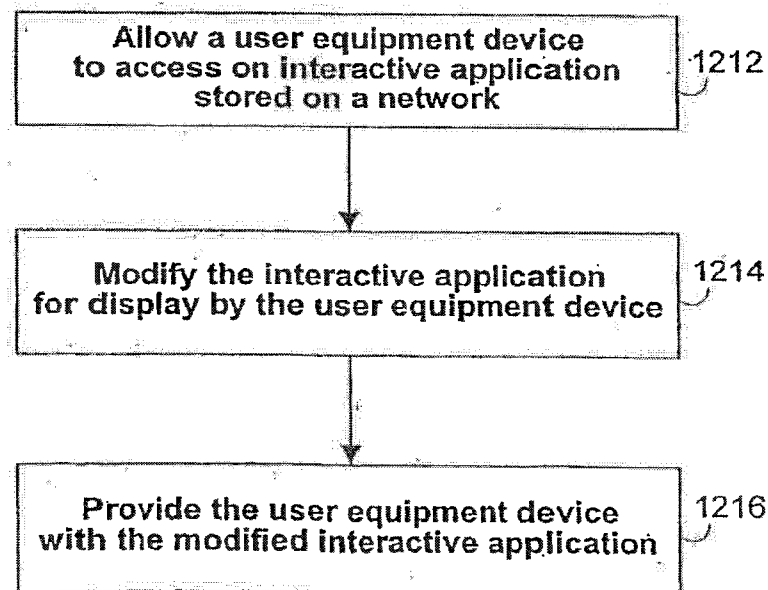 Allow a user equipment device
to access on interactive application
stored on a network
1212
Modify the interactive application
for display by the user equipment device
1214
Provide the user equipment device
with the modified interactive application
1216